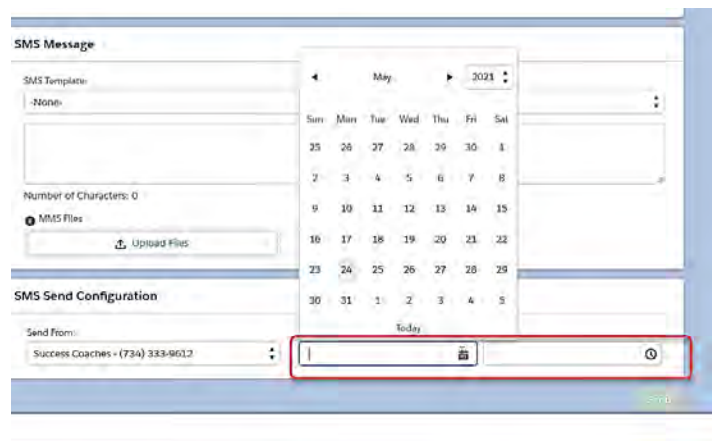 SMS Message
SMS Template:
-None-
Number of Characters: 0
MMS Files
Upload Files
May
2021
Sun Mon Tue Wed Thu Fri Sat
25 26 27 28 29 30 1
2 3 4 5 6 7 8
9 10 11 12 13 14 15
16 17 18 19 20 21 22
23 24 25 26 27 28 29
30 31 1 2 3 4 5
Today
SMS Send Configuration
Send From:
Success Coaches - (734) 333-9612